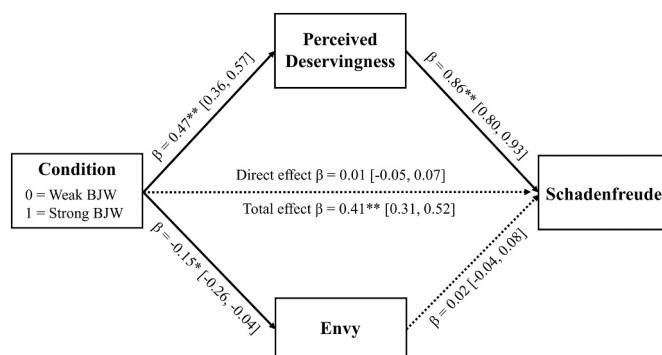 Perceived
Deservingness
β = 0.47** [0.36, 0.57]
β = 0.86** [0.80, 0.93]
Condition
0 = Weak BJW
1 = Strong BJW
Direct effect β = 0.01 [-0.05, 0.07]
Total effect β = 0.41** [0.31, 0.52]
Schadenfreude
β = -0.15* [-0.26, -0.04]
β = 0.02 [-0.04, 0.08]
Envy